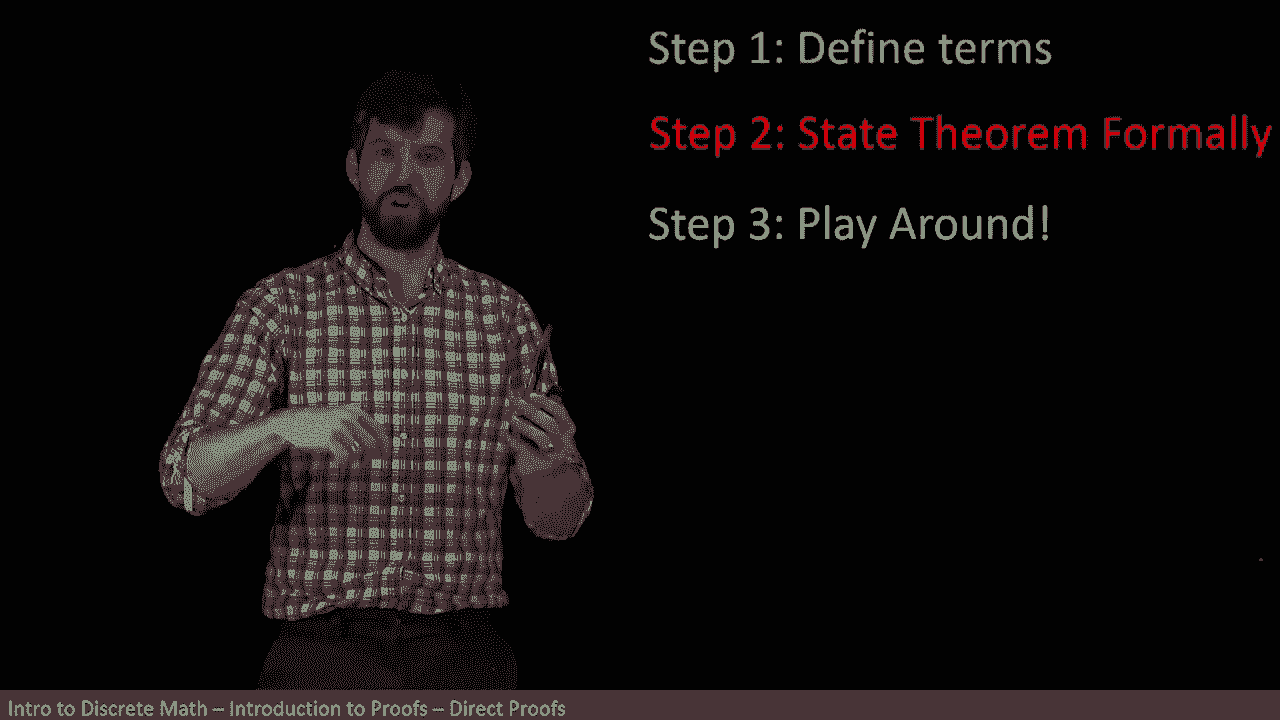 Step 1: Define terms
Step 2: State Theorem Formally
Step 3: Play Around!
Intro to Discrete Math – Introduction to Proofs – Direct Proofs